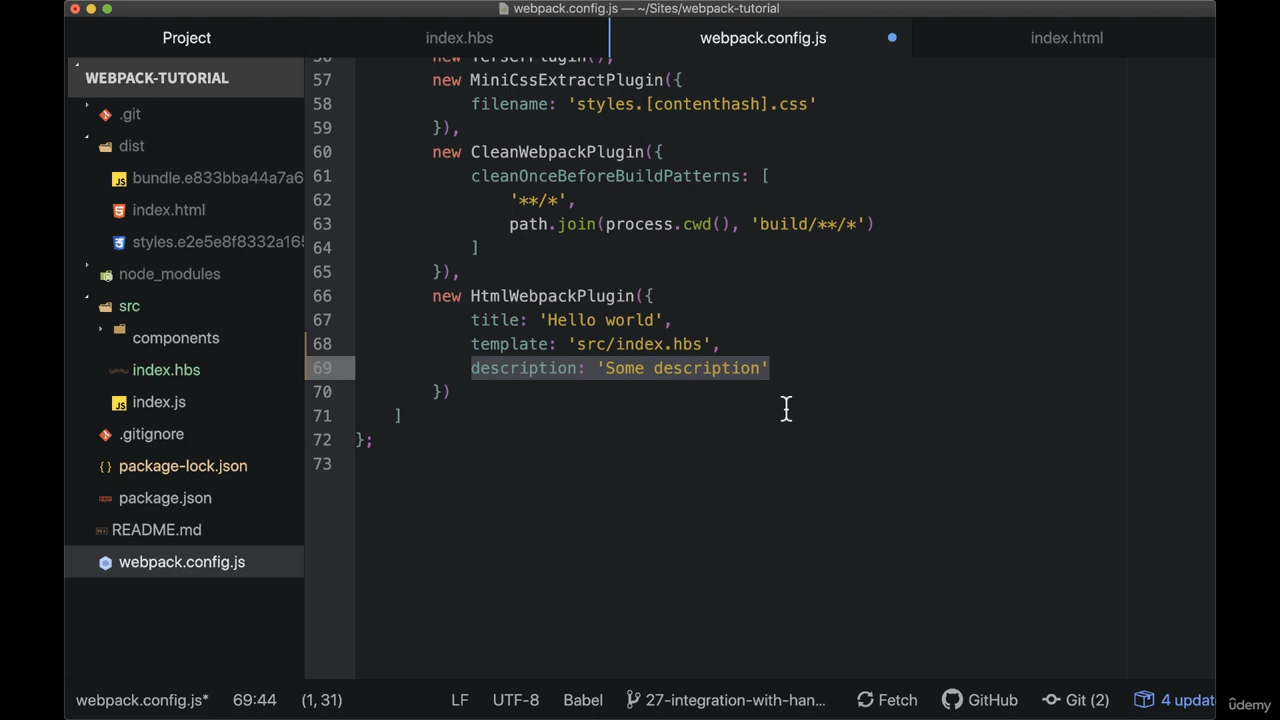 webpack.config.js — ~/Sites/webpack-tutorial
Project
index.hbs
webpack.config.js
index.html
WEBPACK-TUTORIAL
.git
dist
bundle.e833bba44a7a6
index.html
styles.e2e5e8f8332a165
node_modules
src
components
index.hbs
index.js
.gitignore
package-lock.json
package.json
README.md
webpack.config.js
56 new TerserPlugin(),
57 new MiniCssExtractPlugin({
58 filename: 'styles.[contenthash].css'
59 }),
60 new CleanWebpackPlugin({
61 cleanOnceBeforeBuildPatterns: [
62 '**/*',
63 path.join(process.cwd(), 'build/**/*')
64 ]
65 }),
66 new HtmlWebpackPlugin({
67 title: 'Hello world',
68 template: 'src/index.hbs',
69 description: 'Some description'
70 })
71 ]
72 };
73
webpack.config.js* 69:44 (1, 31) LF UTF-8 Babel 27-integration-with-han... Fetch GitHub Git (2) 4 updat
ûdemy